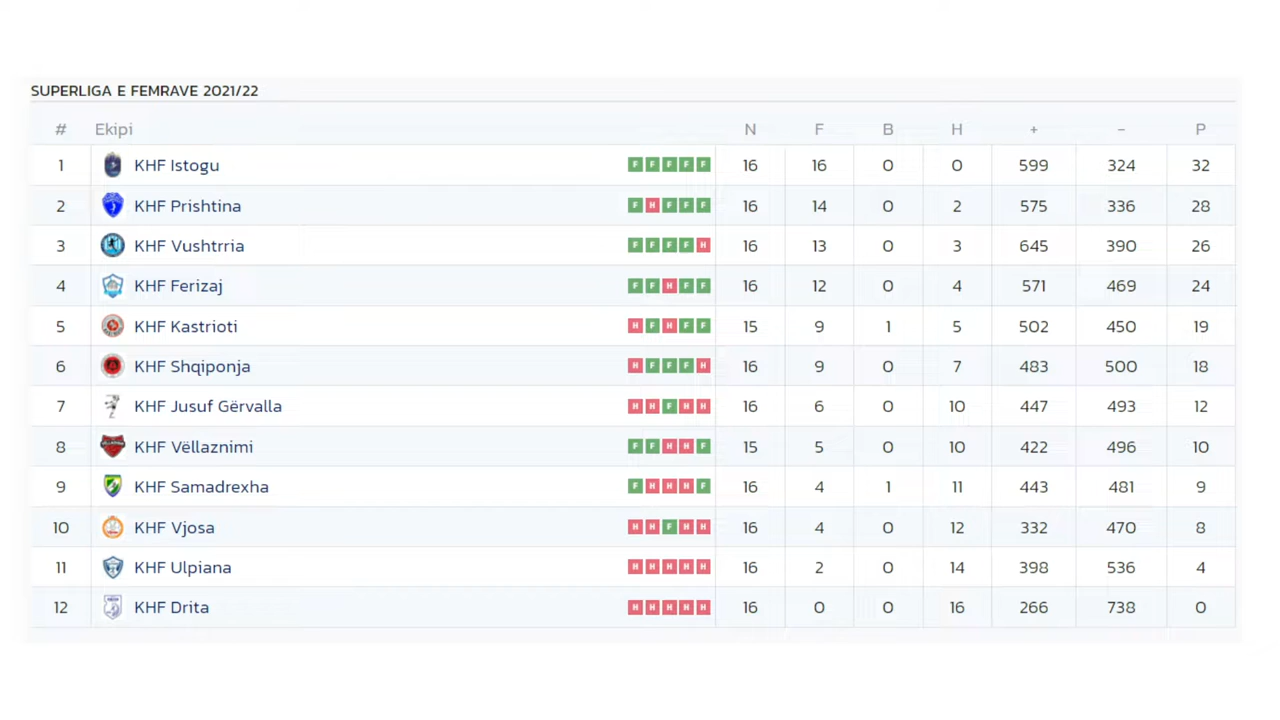 SUPERLIGA E FEMRAVE 2021/22
# Ekipi N F B H + - P
1 KHF Istogu F F F F F 16 16 0 0 599 324 32
2 KHF Prishtina F H F F F 16 14 0 2 575 336 28
3 KHF Vushtrria F F F F H 16 13 0 3 645 390 26
4 KHF Ferizaj F F H F F 16 12 0 4 571 469 24
5 KHF Kastrioti H F H F F 15 9 1 5 502 450 19
6 KHF Shqiponja H F F F H 16 9 0 7 483 500 18
7 KHF Jusuf Gërvalla H H F H H 16 6 0 10 447 493 12
8 KHF Vëllaznimi F F H H F 15 5 0 10 422 496 10
9 KHF Samadrexha F H H H F 16 4 1 11 443 481 9
10 KHF Vjosa H H F H H 16 4 0 12 332 470 8
11 KHF Ulpiana H H H H H 16 2 0 14 398 536 4
12 KHF Drita H H H H H 16 0 0 16 266 738 0